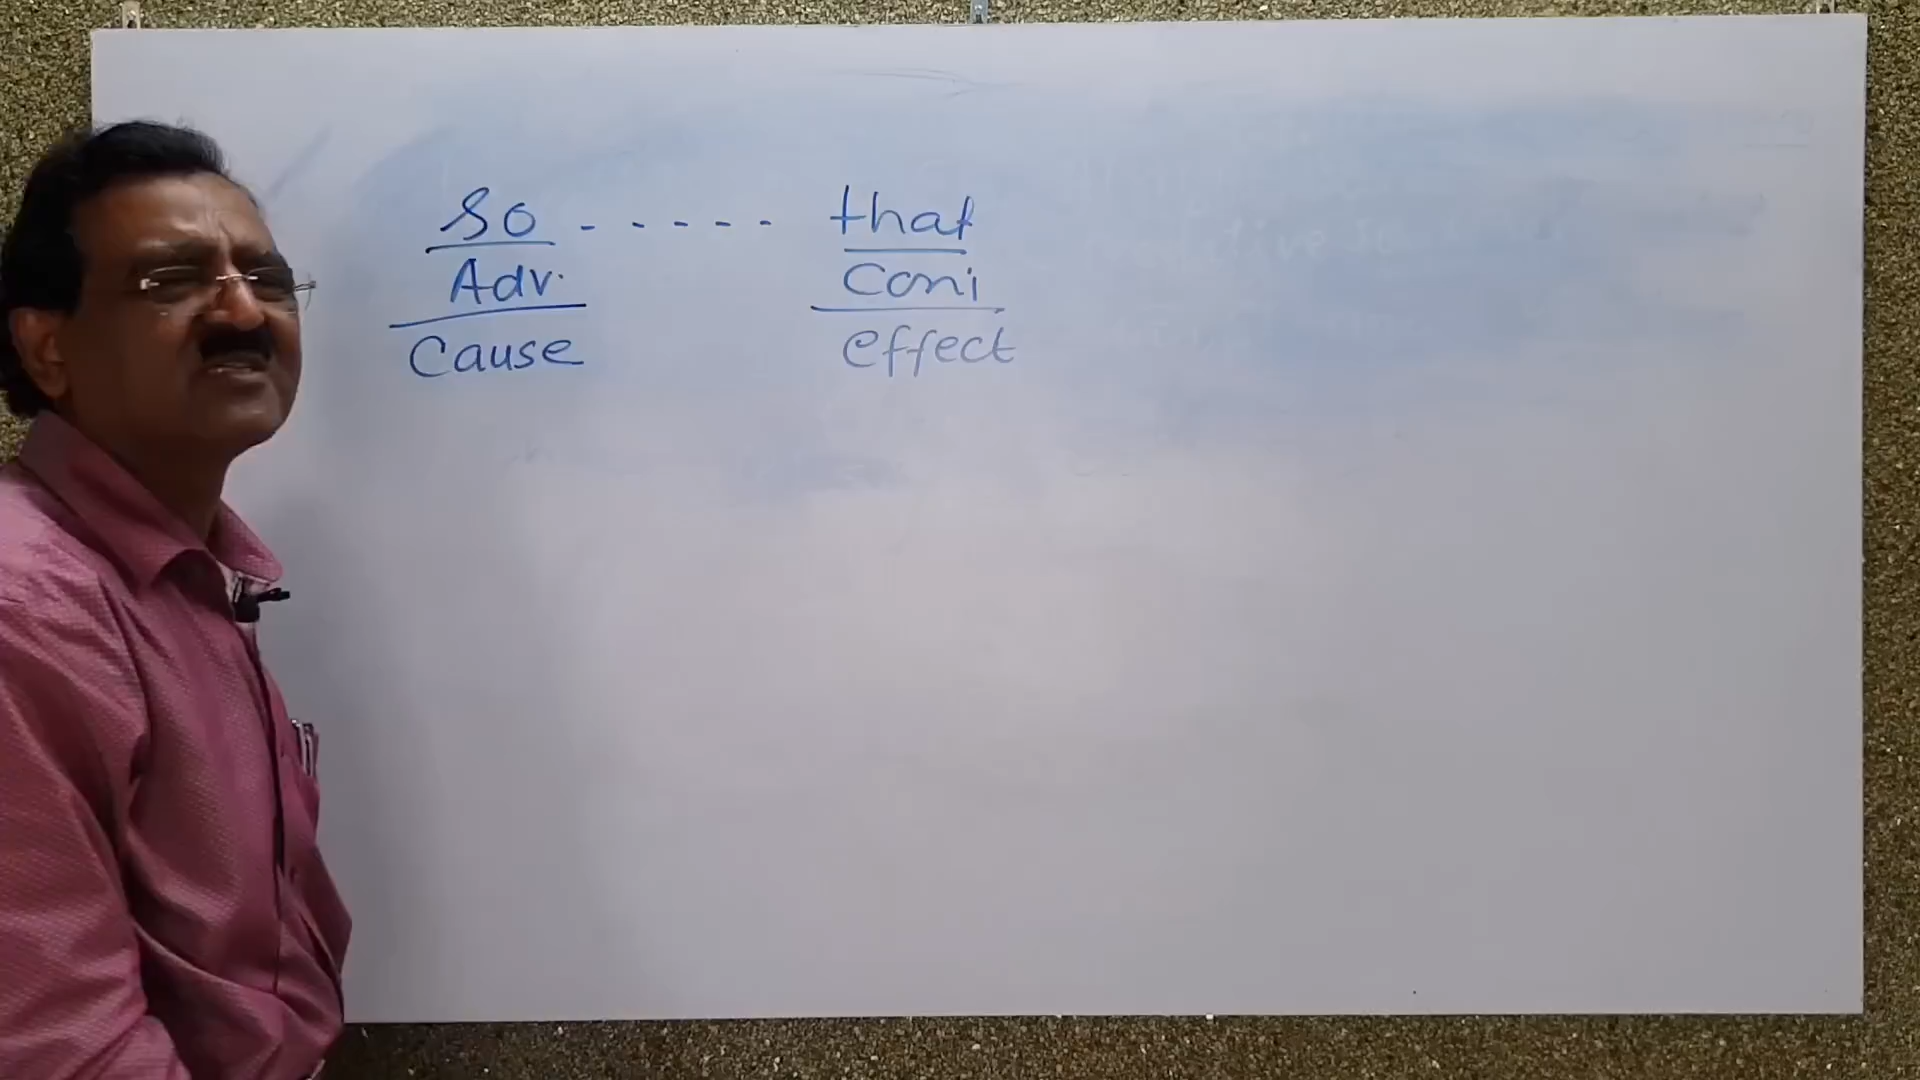 so - - - - - that
Adv. Conj
Cause effect